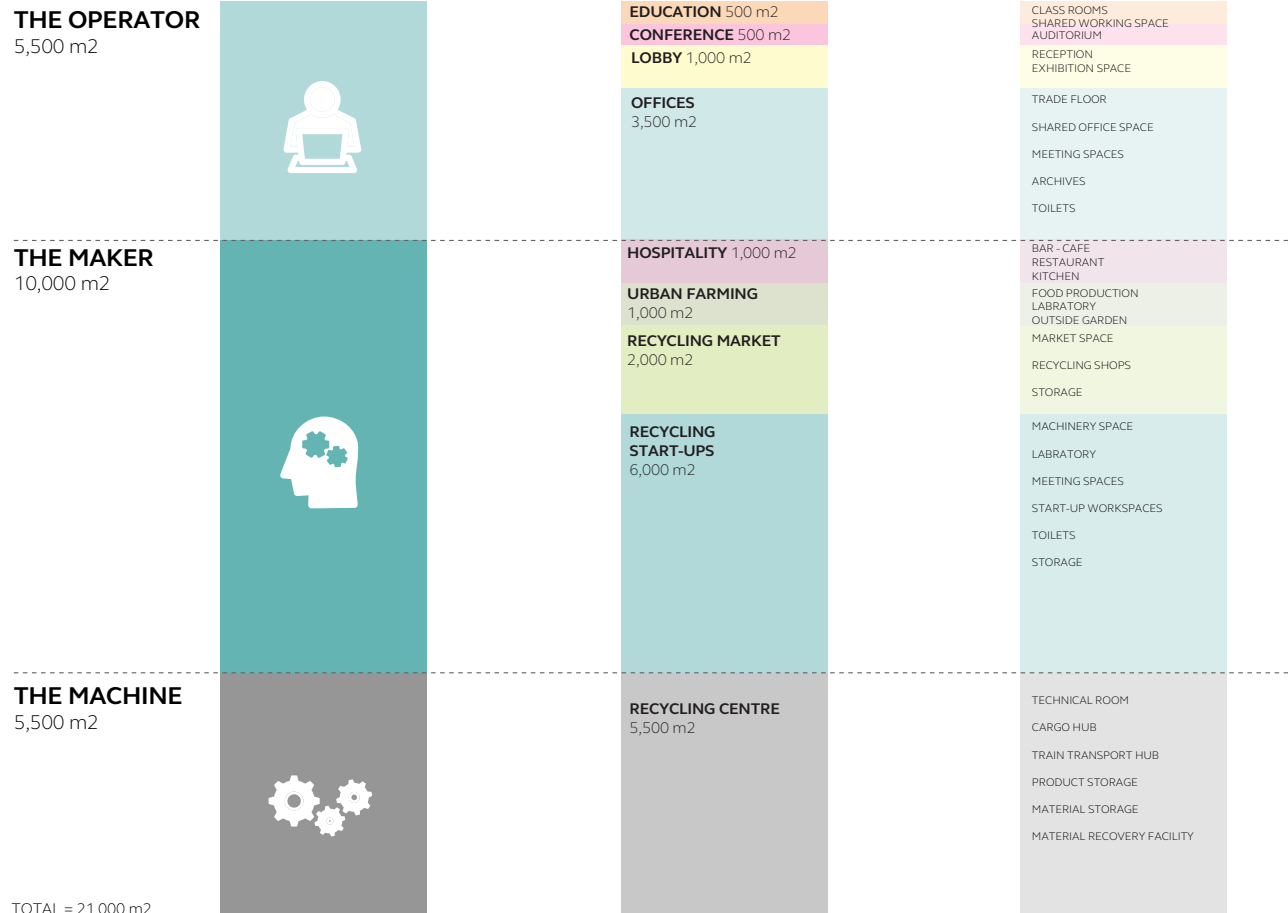 THE OPERATOR
5,500 m2
EDUCATION 500 m2
CONFERENCE 500 m2
LOBBY 1,000 m2
OFFICES
3,500 m2
CLASS ROOMS
SHARED WORKING SPACE
AUDITORIUM
RECEPTION
EXHIBITION SPACE
TRADE FLOOR
SHARED OFFICE SPACE
MEETING SPACES
ARCHIVES
TOILETS
THE MAKER
10,000 m2
HOSPITALITY 1,000 m2
URBAN FARMING
1,000 m2
RECYCLING MARKET
2,000 m2
RECYCLING
START-UPS
6,000 m2
BAR - CAFE
RESTAURANT
KITCHEN
FOOD PRODUCTION
LABRATORY
OUTSIDE GARDEN
MARKET SPACE
RECYCLING SHOPS
STORAGE
MACHINERY SPACE
LABRATORY
MEETING SPACES
START-UP WORKSPACES
TOILETS
STORAGE
THE MACHINE
5,500 m2
RECYCLING CENTRE
5,500 m2
TECHNICAL ROOM
CARGO HUB
TRAIN TRANSPORT HUB
PRODUCT STORAGE
MATERIAL STORAGE
MATERIAL RECOVERY FACILITY
TOTAL = 21,000 m2